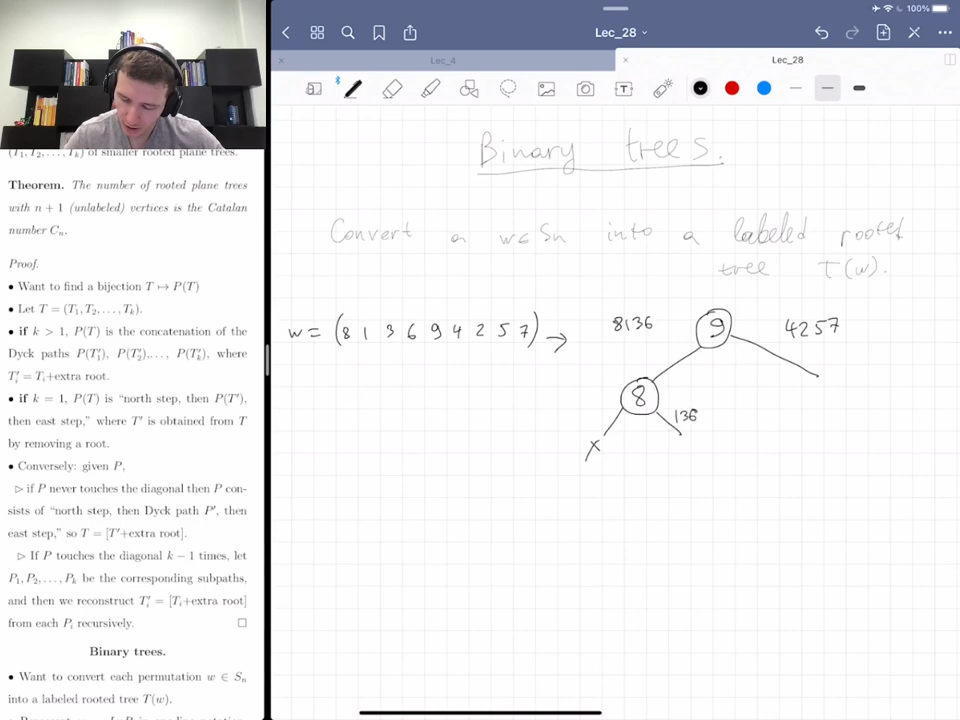 100%
Lec_28
Lec_4
Lec_28
(T₁, T₂, . . . , Tₖ) of smaller rooted plane trees.
Theorem. The number of rooted plane trees
with n + 1 (unlabeled) vertices is the Catalan
number Cₙ.
Proof.
• Want to find a bijection T ↦ P(T)
• Let T = (T₁, T₂, . . . , Tₖ).
• if k > 1, P(T) is the concatenation of the
Dyck paths P(T′₁), P(T′₂),. . . , P(T′ₖ), where
T′ᵢ = Tᵢ+extra root.
• if k = 1, P(T) is “north step, then P(T′),
then east step,” where T′ is obtained from T
by removing a root.
• Conversely: given P,
▷ if P never touches the diagonal then P con-
sists of “north step, then Dyck path P′, then
east step,” so T = [T′+extra root].
▷ If P touches the diagonal k − 1 times, let
P₁, P₂, . . . , Pₖ be the corresponding subpaths,
and then we reconstruct T′ᵢ = [Tᵢ+extra root]
from each Pᵢ recursively. □
Binary trees.
• Want to convert each permutation w ∈ Sₙ
into a labeled rooted tree T(w).
Binary trees.
Convert a w∈Sn into a labeled rooted
tree T(w).
w = (8 1 3 6 9 4 2 5 7) →
8136 9 4257
8 136
x